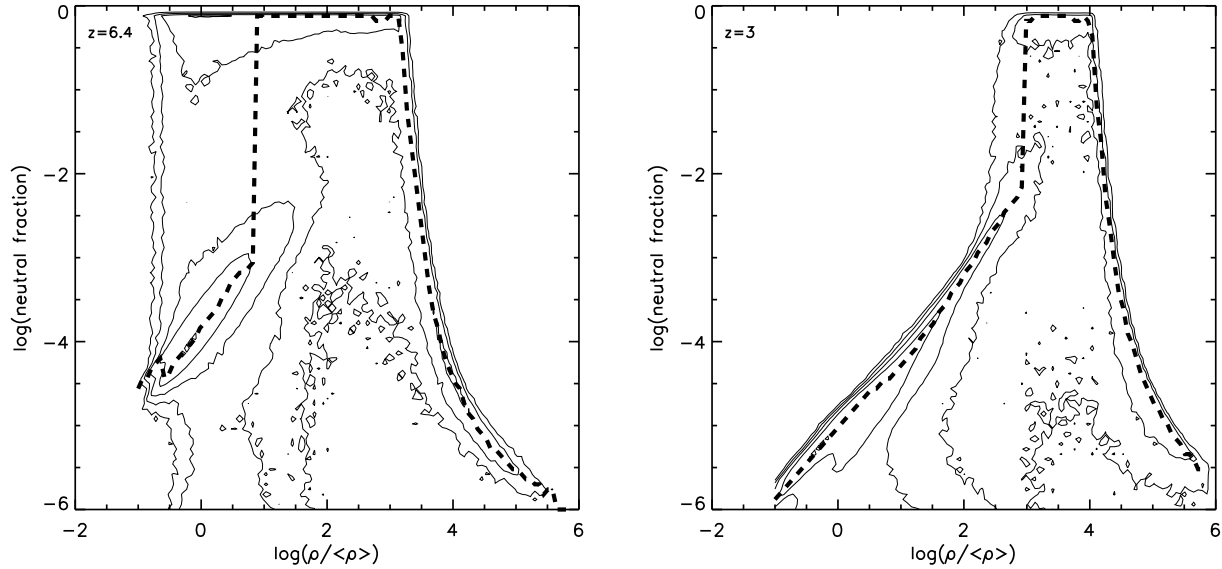 z=6.4
log(neutral fraction)
0
−2
−4
−6
−2 0 2 4 6
log(ρ/<ρ>)
z=3
log(neutral fraction)
0
−2
−4
−6
−2 0 2 4 6
log(ρ/<ρ>)